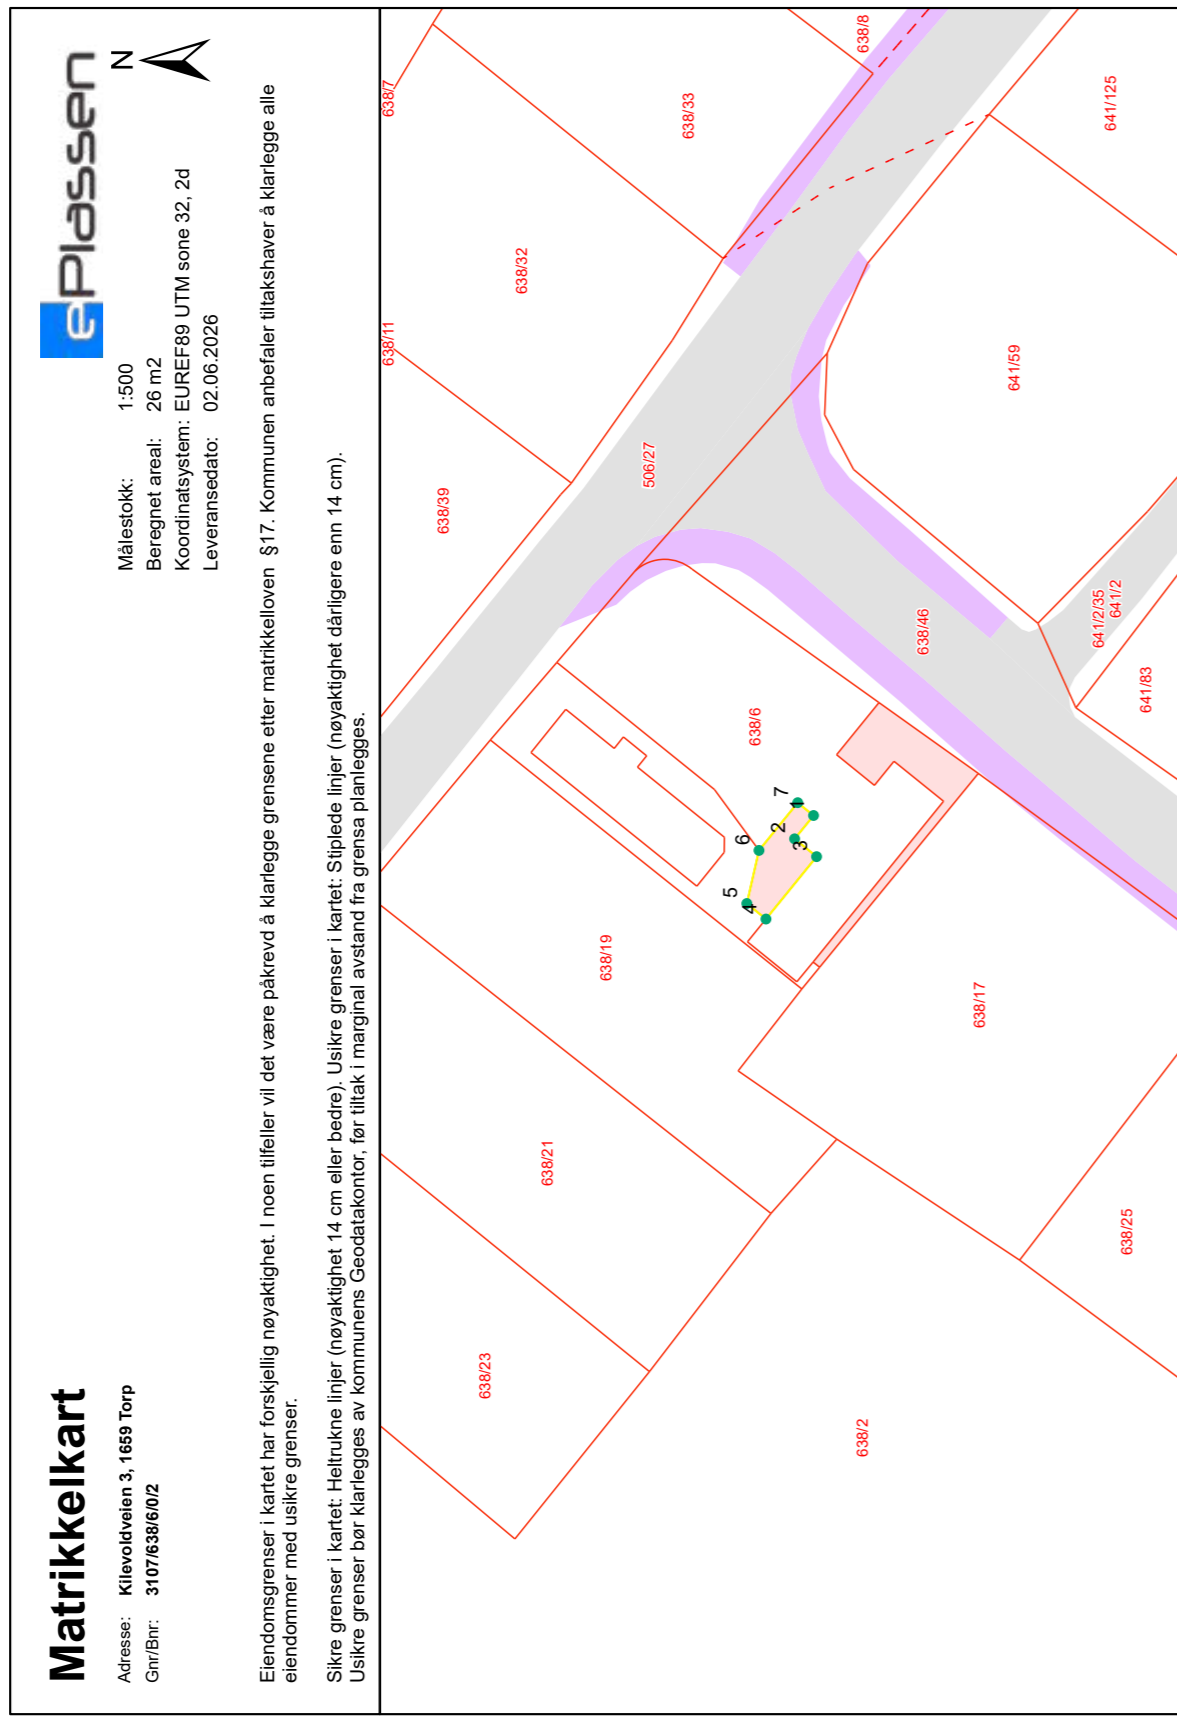 Matrikkelkart
ePlassen
N
Adresse: Kilevoldveien 3, 1659 Torp
Gnr/Bnr: 3107/638/6/0/2
Målestokk: 1:500
Beregnet areal: 26 m2
Koordinatsystem: EUREF89 UTM sone 32, 2d
Leveransedato: 02.06.2026
Eiendomsgrenser i kartet har forskjellig nøyaktighet. I noen tilfeller vil det være påkrevd å klarlegge grensene etter matrikkelloven §17. Kommunen anbefaler tiltakshaver å klarlegge alle
eiendommer med usikre grenser.
Sikre grenser i kartet: Heltrukne linjer (nøyaktighet 14 cm eller bedre). Usikre grenser i kartet: Stiplede linjer (nøyaktighet dårligere enn 14 cm).
Usikre grenser bør klarlegges av kommunens Geodatakontor, før tiltak i marginal avstand fra grensa planlegges.
638/7
638/11
638/39
638/32
638/33
638/8
638/23
638/21
638/19
506/27
638/6
5
6
7
4
2
1
3
638/2
638/17
638/46
641/59
641/125
638/25
641/83
641/2/35
641/2